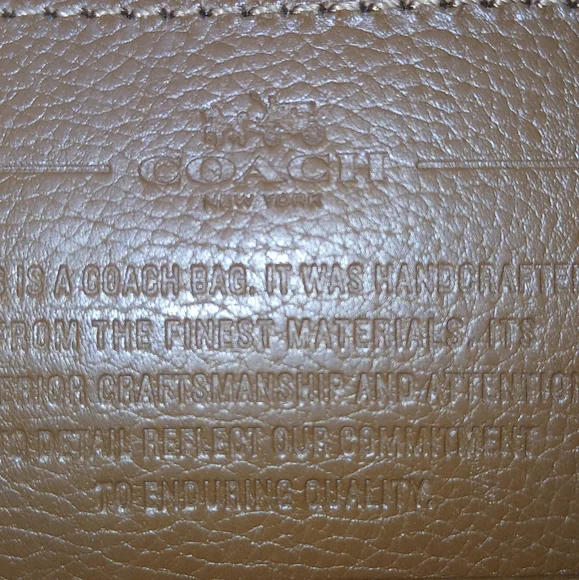 COACH
NEW YORK
IS A COACH BAG. IT WAS HANDCRAFTED
FROM THE FINEST MATERIALS. ITS
CRAFTSMANSHIP AND ATTENTION
TO DETAIL REFLECT OUR COMMITMENT
TO ENDURING QUALITY.